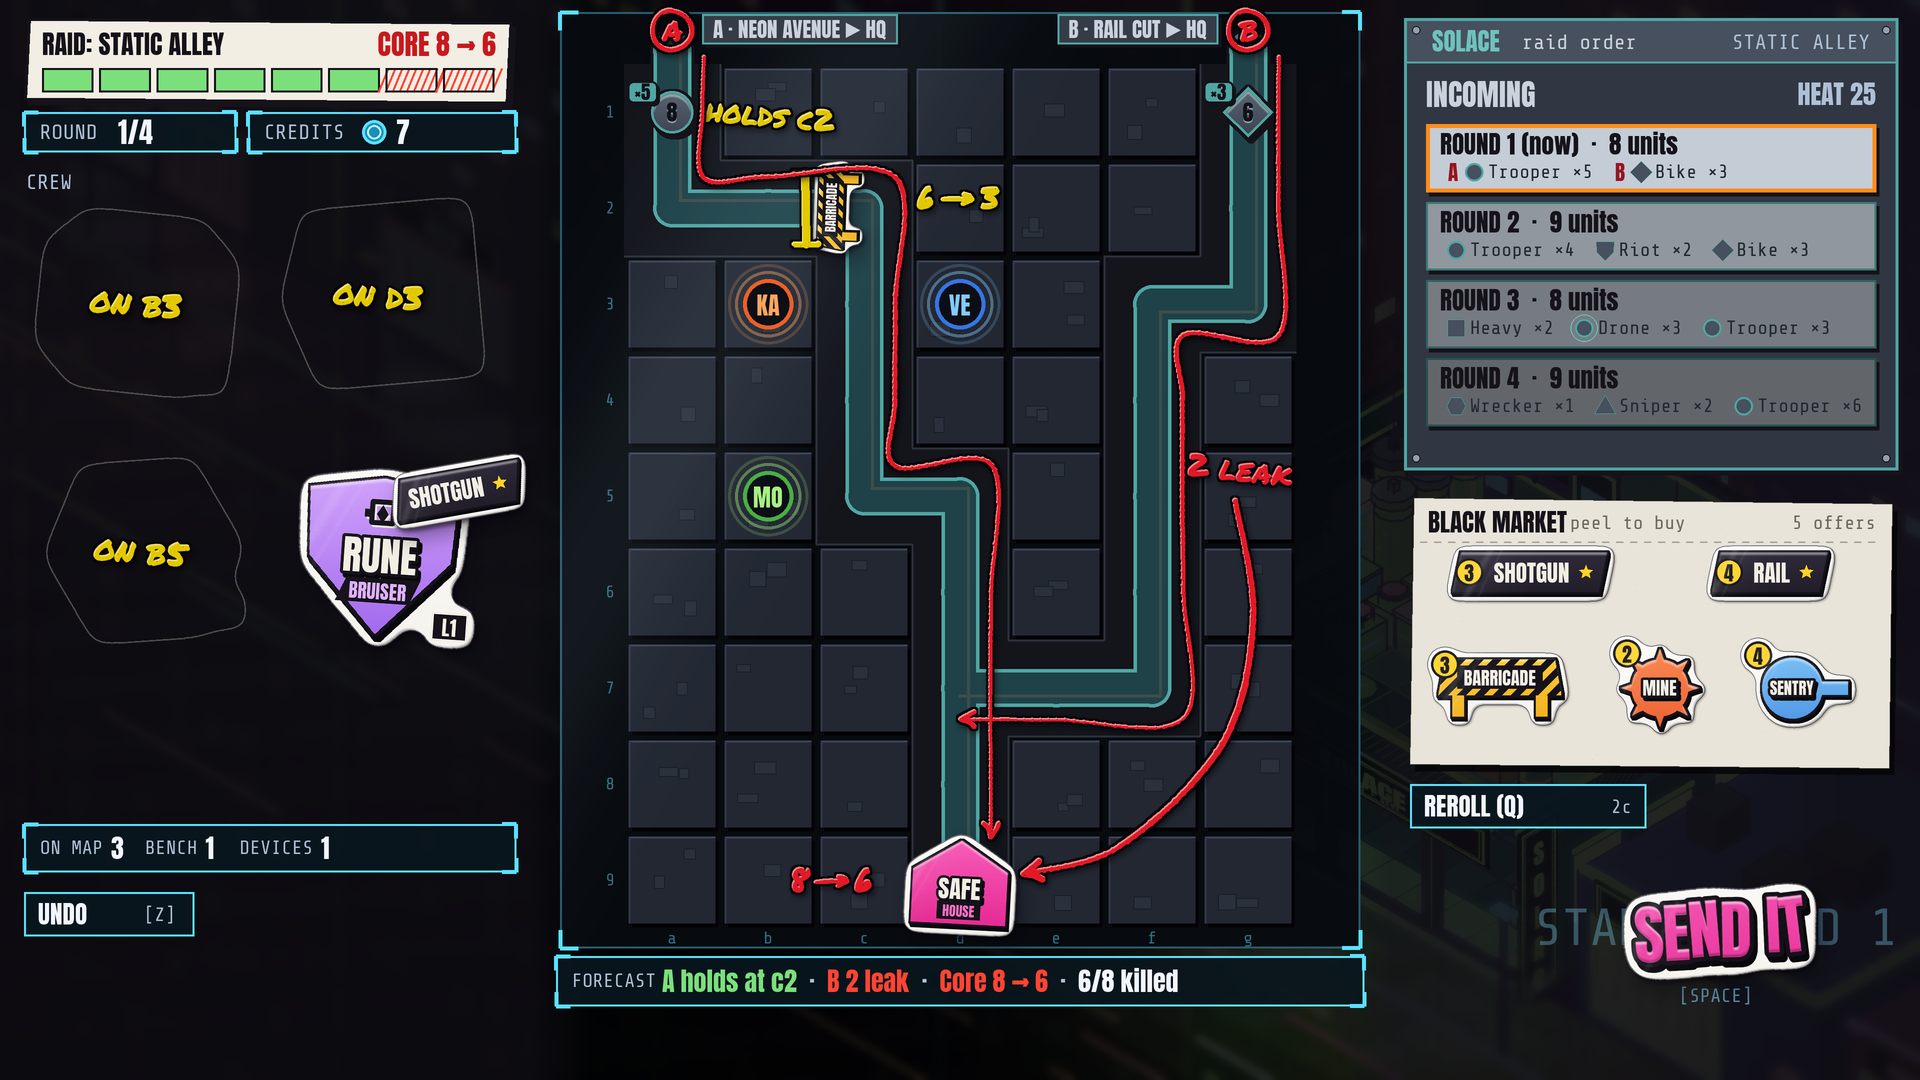 RAID: STATIC ALLEY
CORE 8 → 6
ROUND 1/4
CREDITS 7
CREW
ON B3
ON D3
ON B5
SHOTGUN ★
RUNE
BRUISER
L1
ON MAP 3 BENCH 1 DEVICES 1
UNDO [Z]
A
A · NEON AVENUE ▶ HQ
B · RAIL CUT ▶ HQ
B
×5
8
HOLDS C2
×3
6
BARRICADE
6→3
KA
VE
MO
2 LEAK
8→6
SAFE
HOUSE
1
2
3
4
5
6
7
8
9
a b c d e f g
FORECAST A holds at c2 · B 2 leak · Core 8 → 6 · 6/8 killed
SOLACE raid order STATIC ALLEY
INCOMING HEAT 25
ROUND 1 (now) · 8 units
A Trooper ×5 B Bike ×3
ROUND 2 · 9 units
Trooper ×4 Riot ×2 Bike ×3
ROUND 3 · 8 units
Heavy ×2 Drone ×3 Trooper ×3
ROUND 4 · 9 units
Wrecker ×1 Sniper ×2 Trooper ×6
BLACK MARKET peel to buy 5 offers
3 SHOTGUN ★
4 RAIL ★
3 BARRICADE
2 MINE
4 SENTRY
REROLL (Q) 2c
SEND IT
[SPACE]